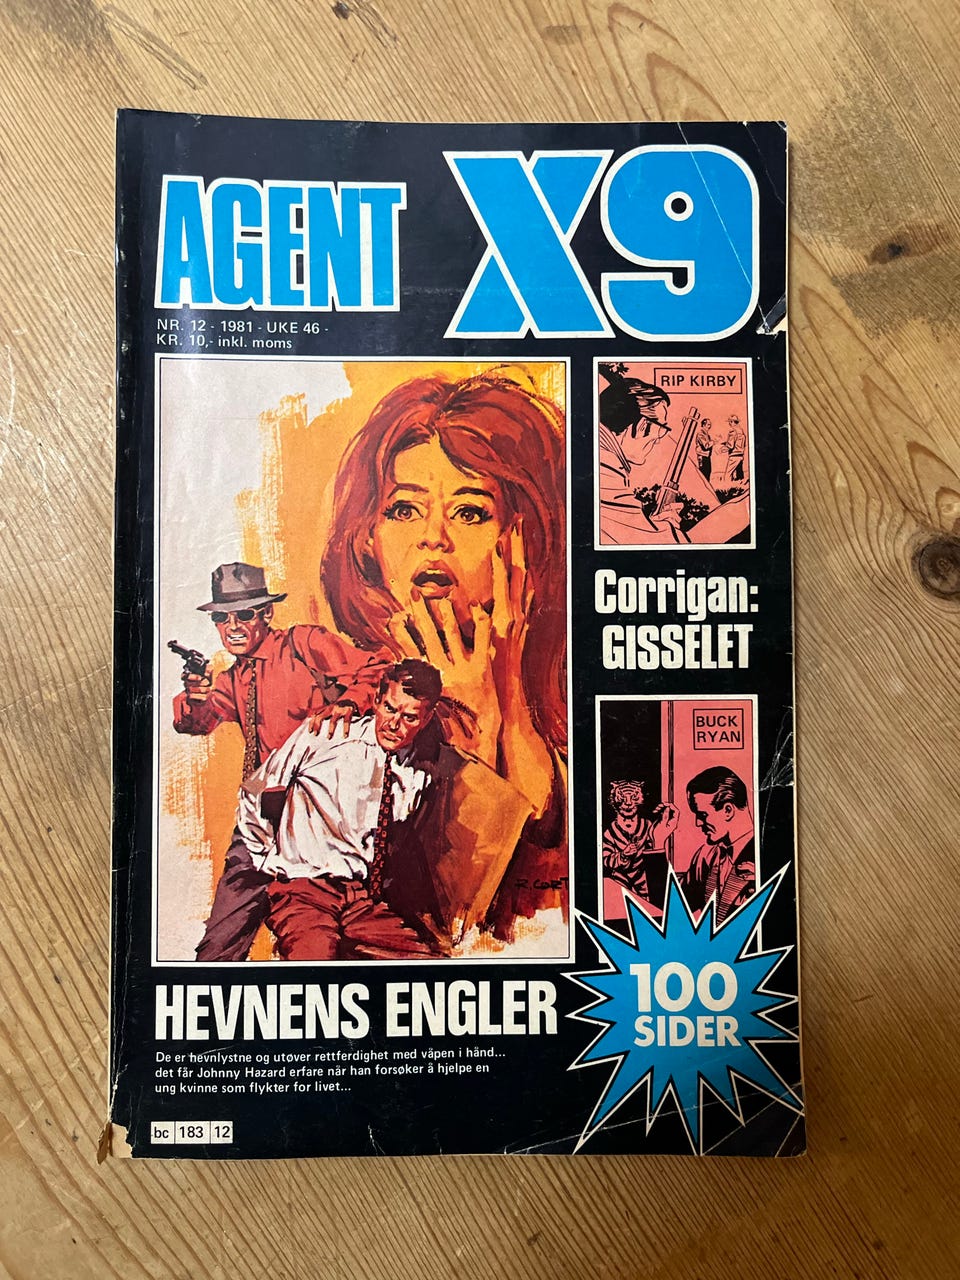 AGENT X9
NR. 12 - 1981 - UKE 46 -
KR. 10,- inkl. moms
RIP KIRBY
Corrigan:
GISSELET
BUCK
RYAN
R. CORT
100
SIDER
HEVNENS ENGLER
De er hevnlystne og utøver rettferdighet med våpen i hånd...
det får Johnny Hazard erfare når han forsøker å hjelpe en
ung kvinne som flykter for livet...
bc 183 12